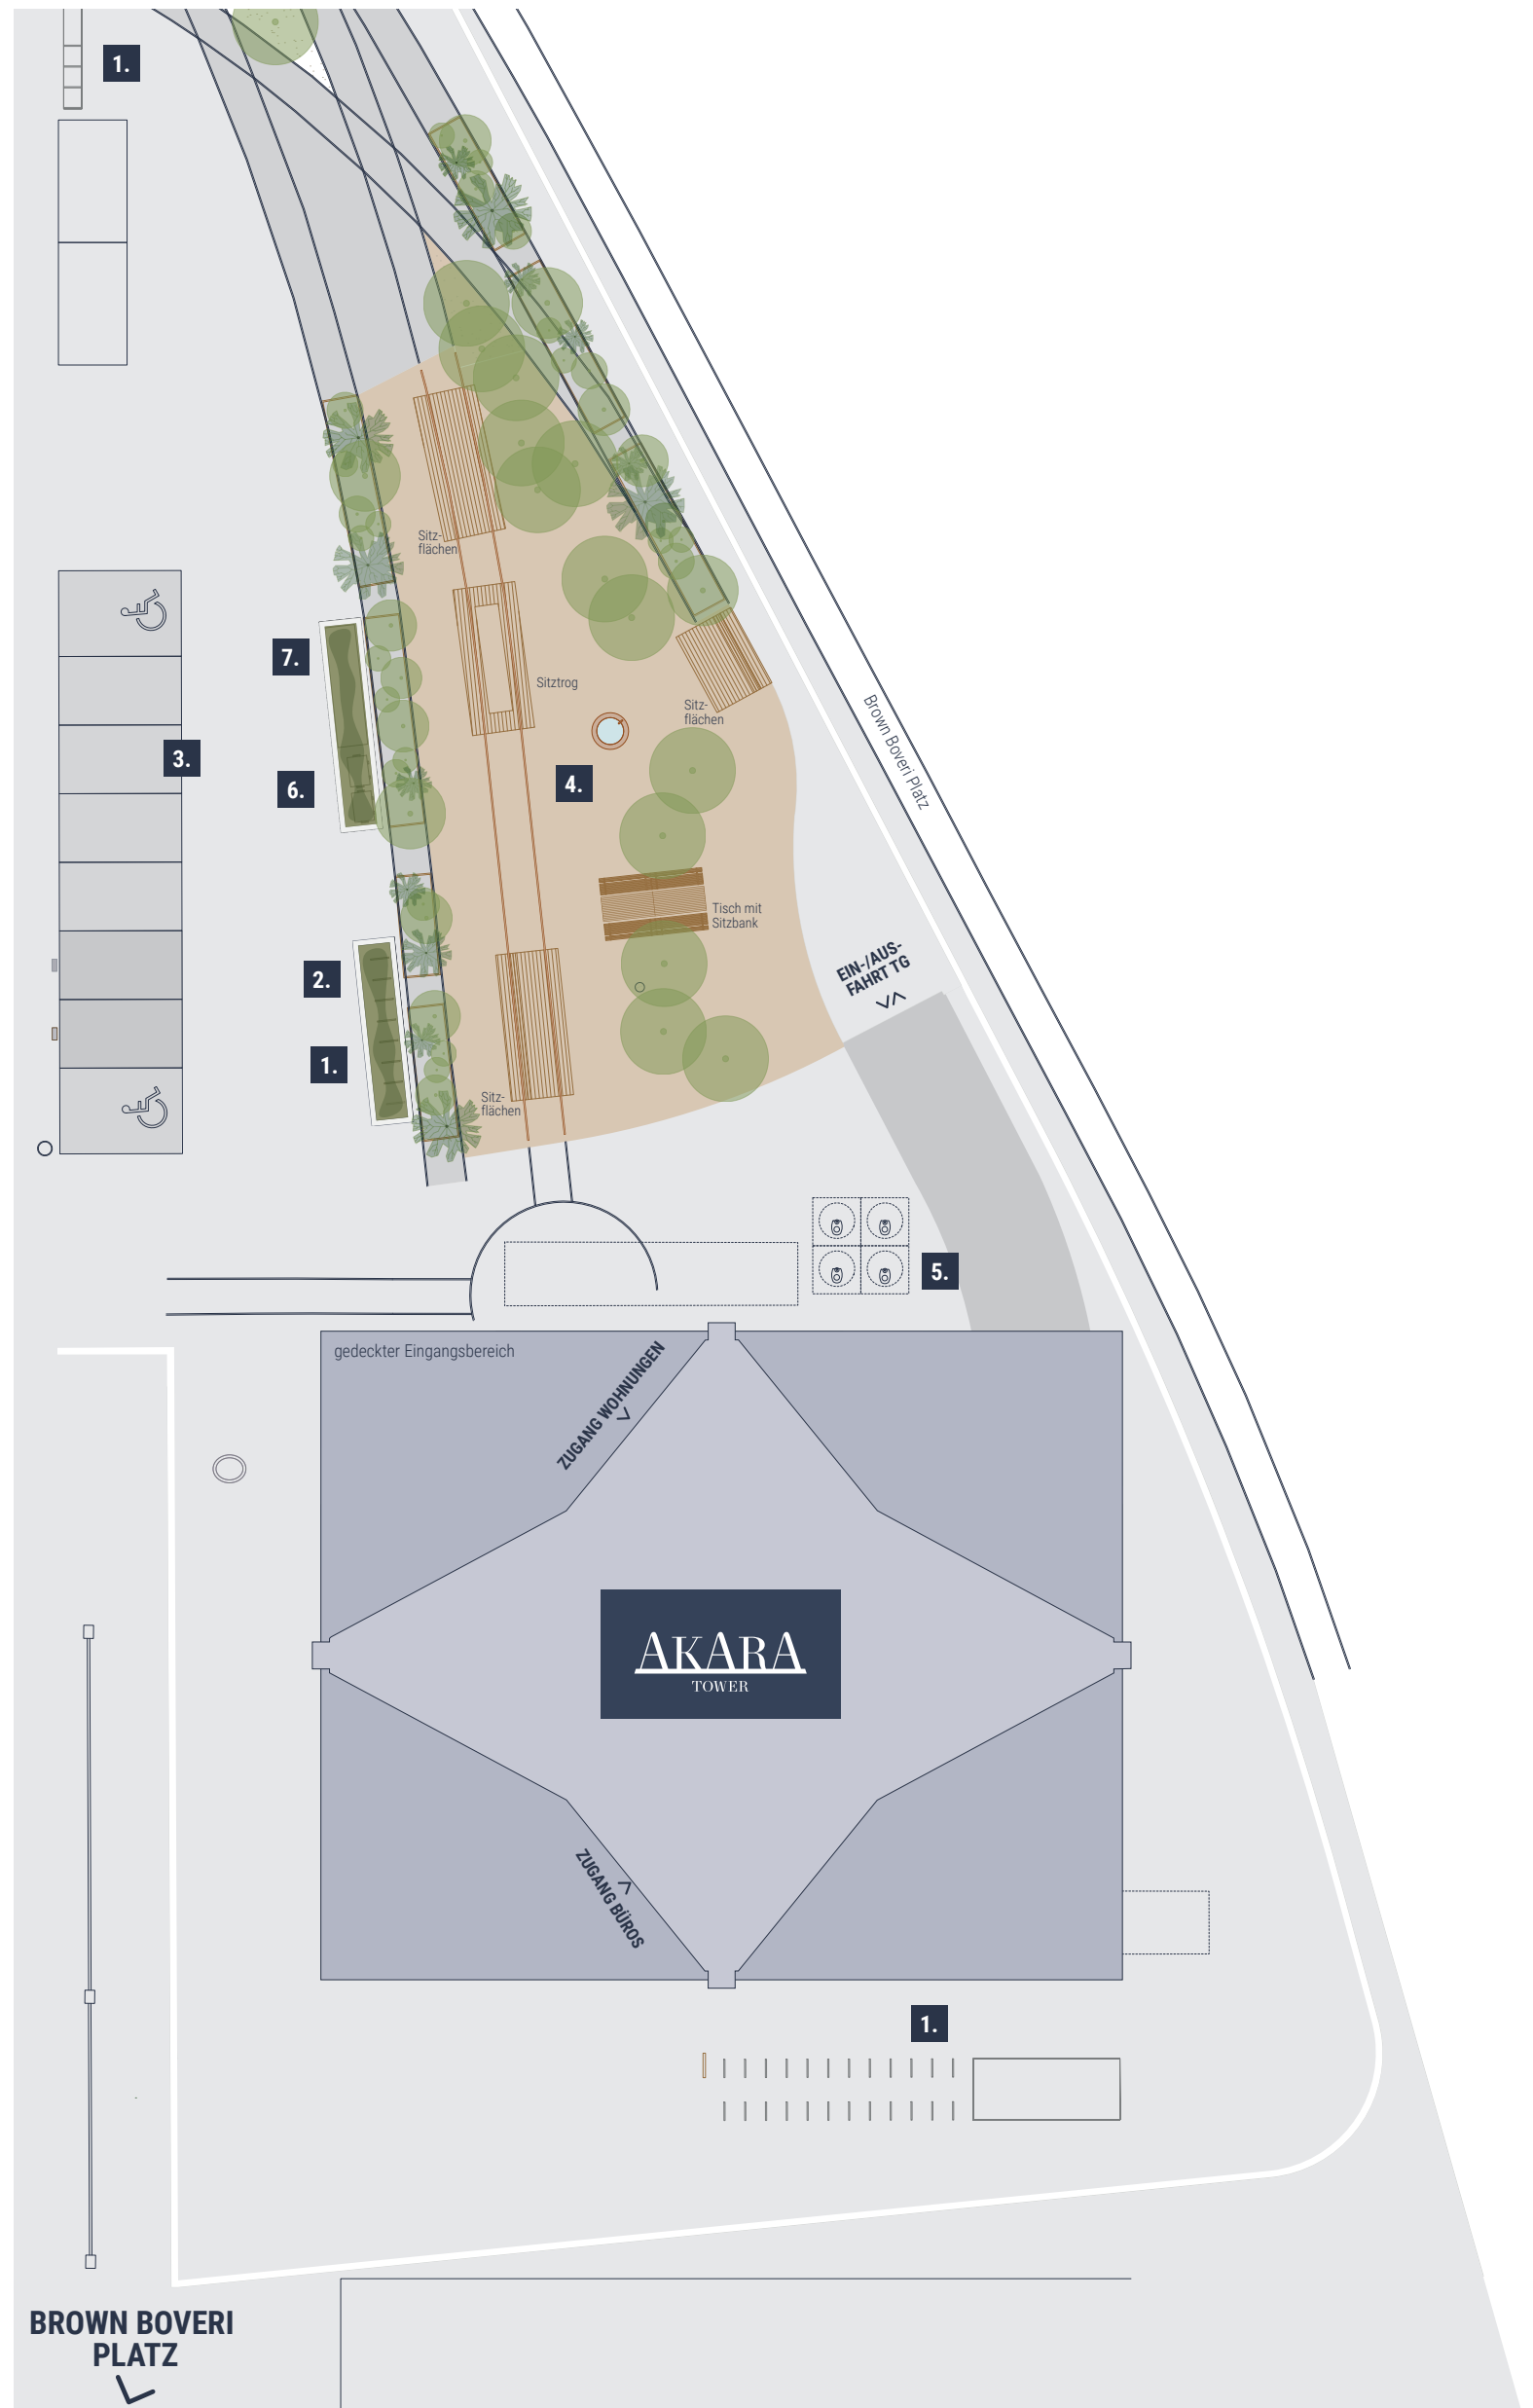 1.
Sitz-
flächen
7.
Sitztrog
Sitz-
flächen
Brown Boveri Platz
3.
6.
4.
Tisch mit
Sitzbank
EIN-/AUS-
FAHRT TG
2.
1.
Sitz-
flächen
5.
gedeckter Eingangsbereich
ZUGANG WOHNUNGEN
AKARA
TOWER
ZUGANG BÜROS
1.
BROWN BOVERI
PLATZ